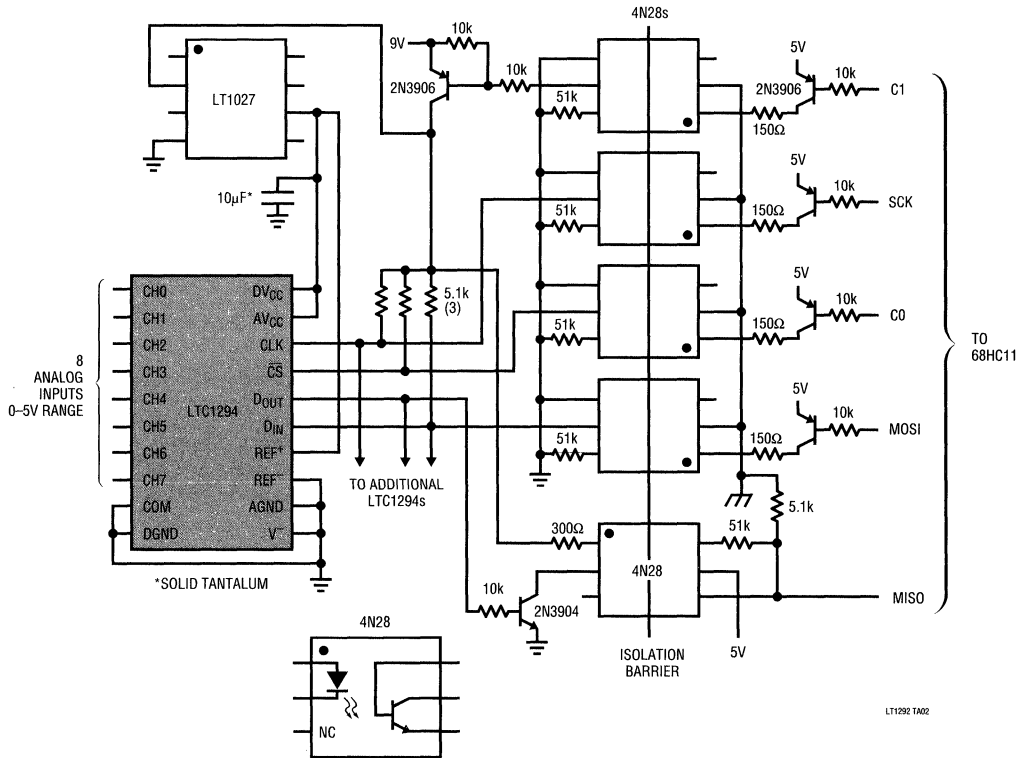 4N28s
9V
10k
10k
2N3906
51k
5V
2N3906
10k
C1
150Ω
LT1027
10µF*
51k
5V
150Ω
10k
SCK
5.1k
(3)
51k
5V
150Ω
10k
C0
51k
5V
150Ω
10k
MOSI
TO
68HC11
8
ANALOG
INPUTS
0–5V RANGE
CH0
CH1
CH2
CH3
CH4
CH5
CH6
CH7
COM
DGND
LTC1294
DVCC
AVCC
CLK
C̅S̅
DOUT
DIN
REF+
REF–
AGND
V–
*SOLID TANTALUM
TO ADDITIONAL
LTC1294s
5.1k
300Ω
51k
4N28
10k
2N3904
MISO
5V
ISOLATION
BARRIER
4N28
NC
LT1292 TA02